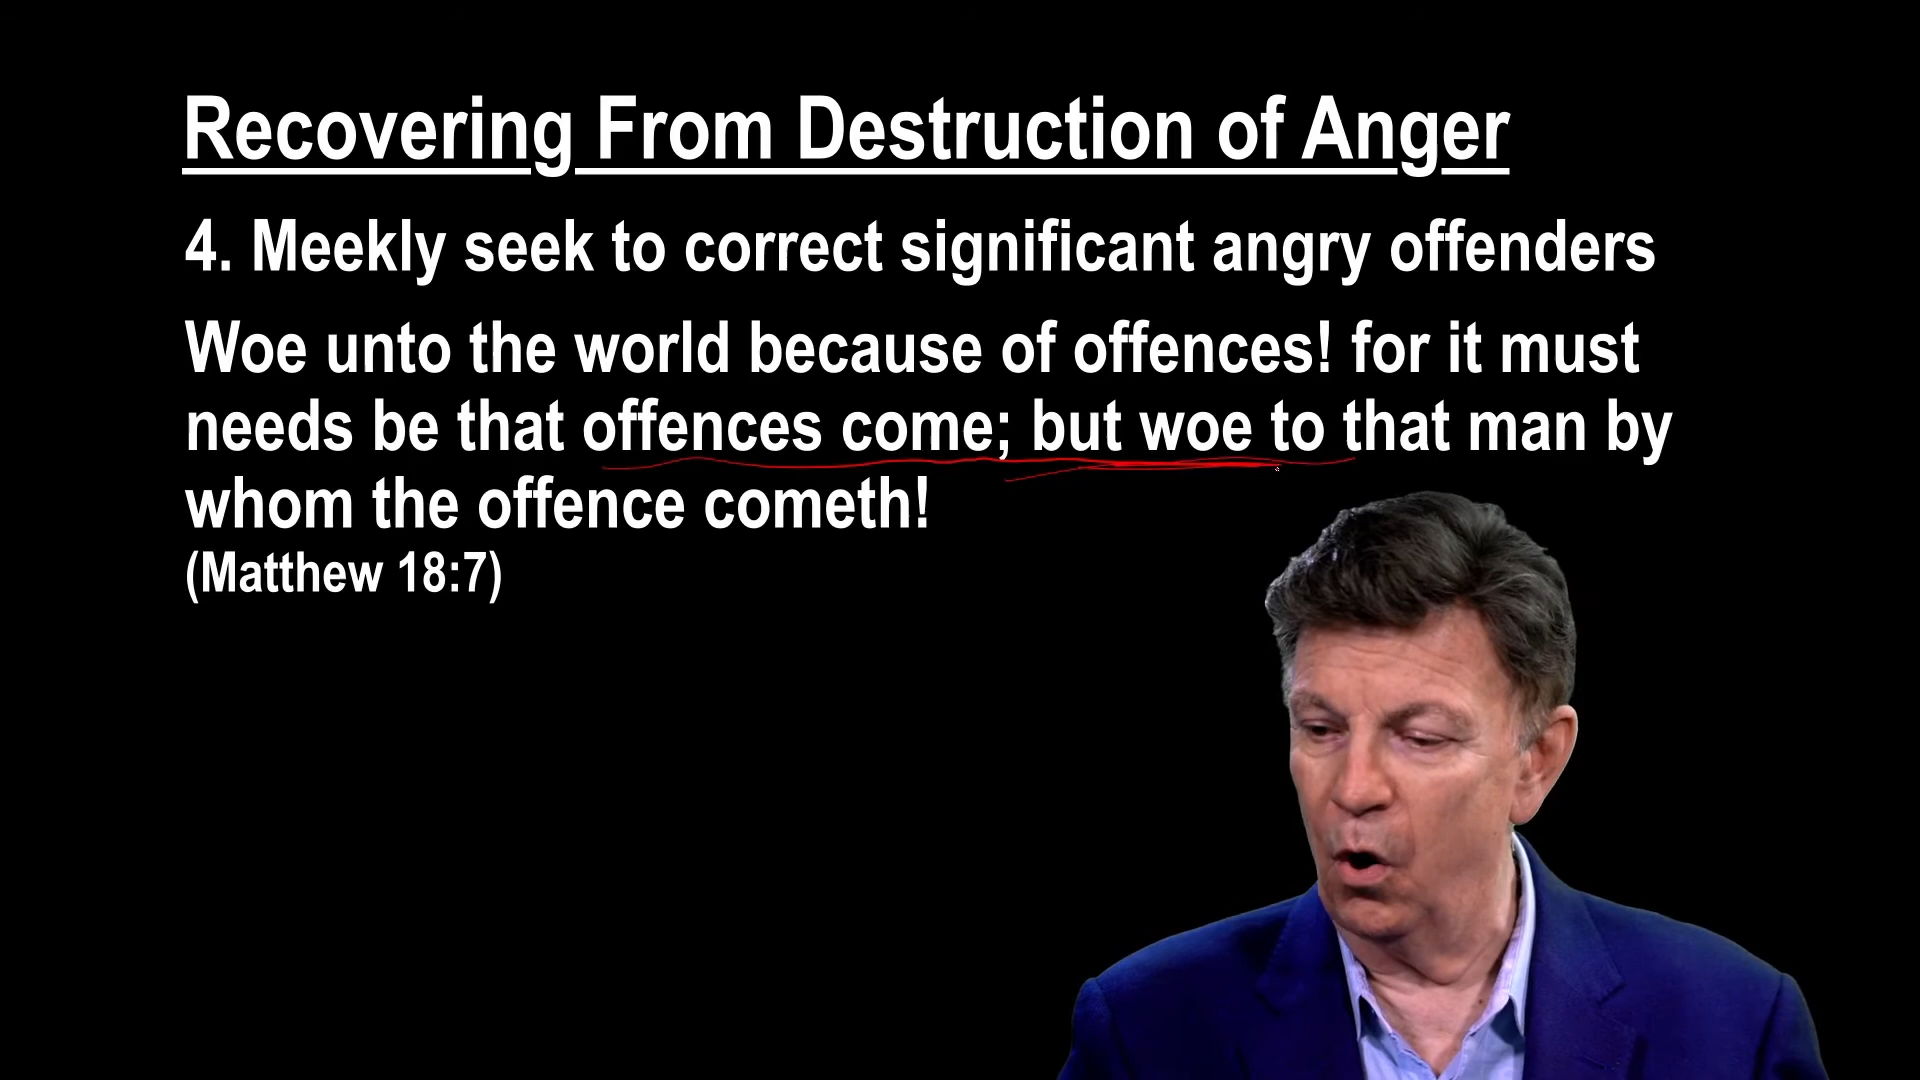 Recovering From Destruction of Anger
4. Meekly seek to correct significant angry offenders
Woe unto the world because of offences! for it must
needs be that offences come; but woe to that man by
whom the offence cometh!
(Matthew 18:7)